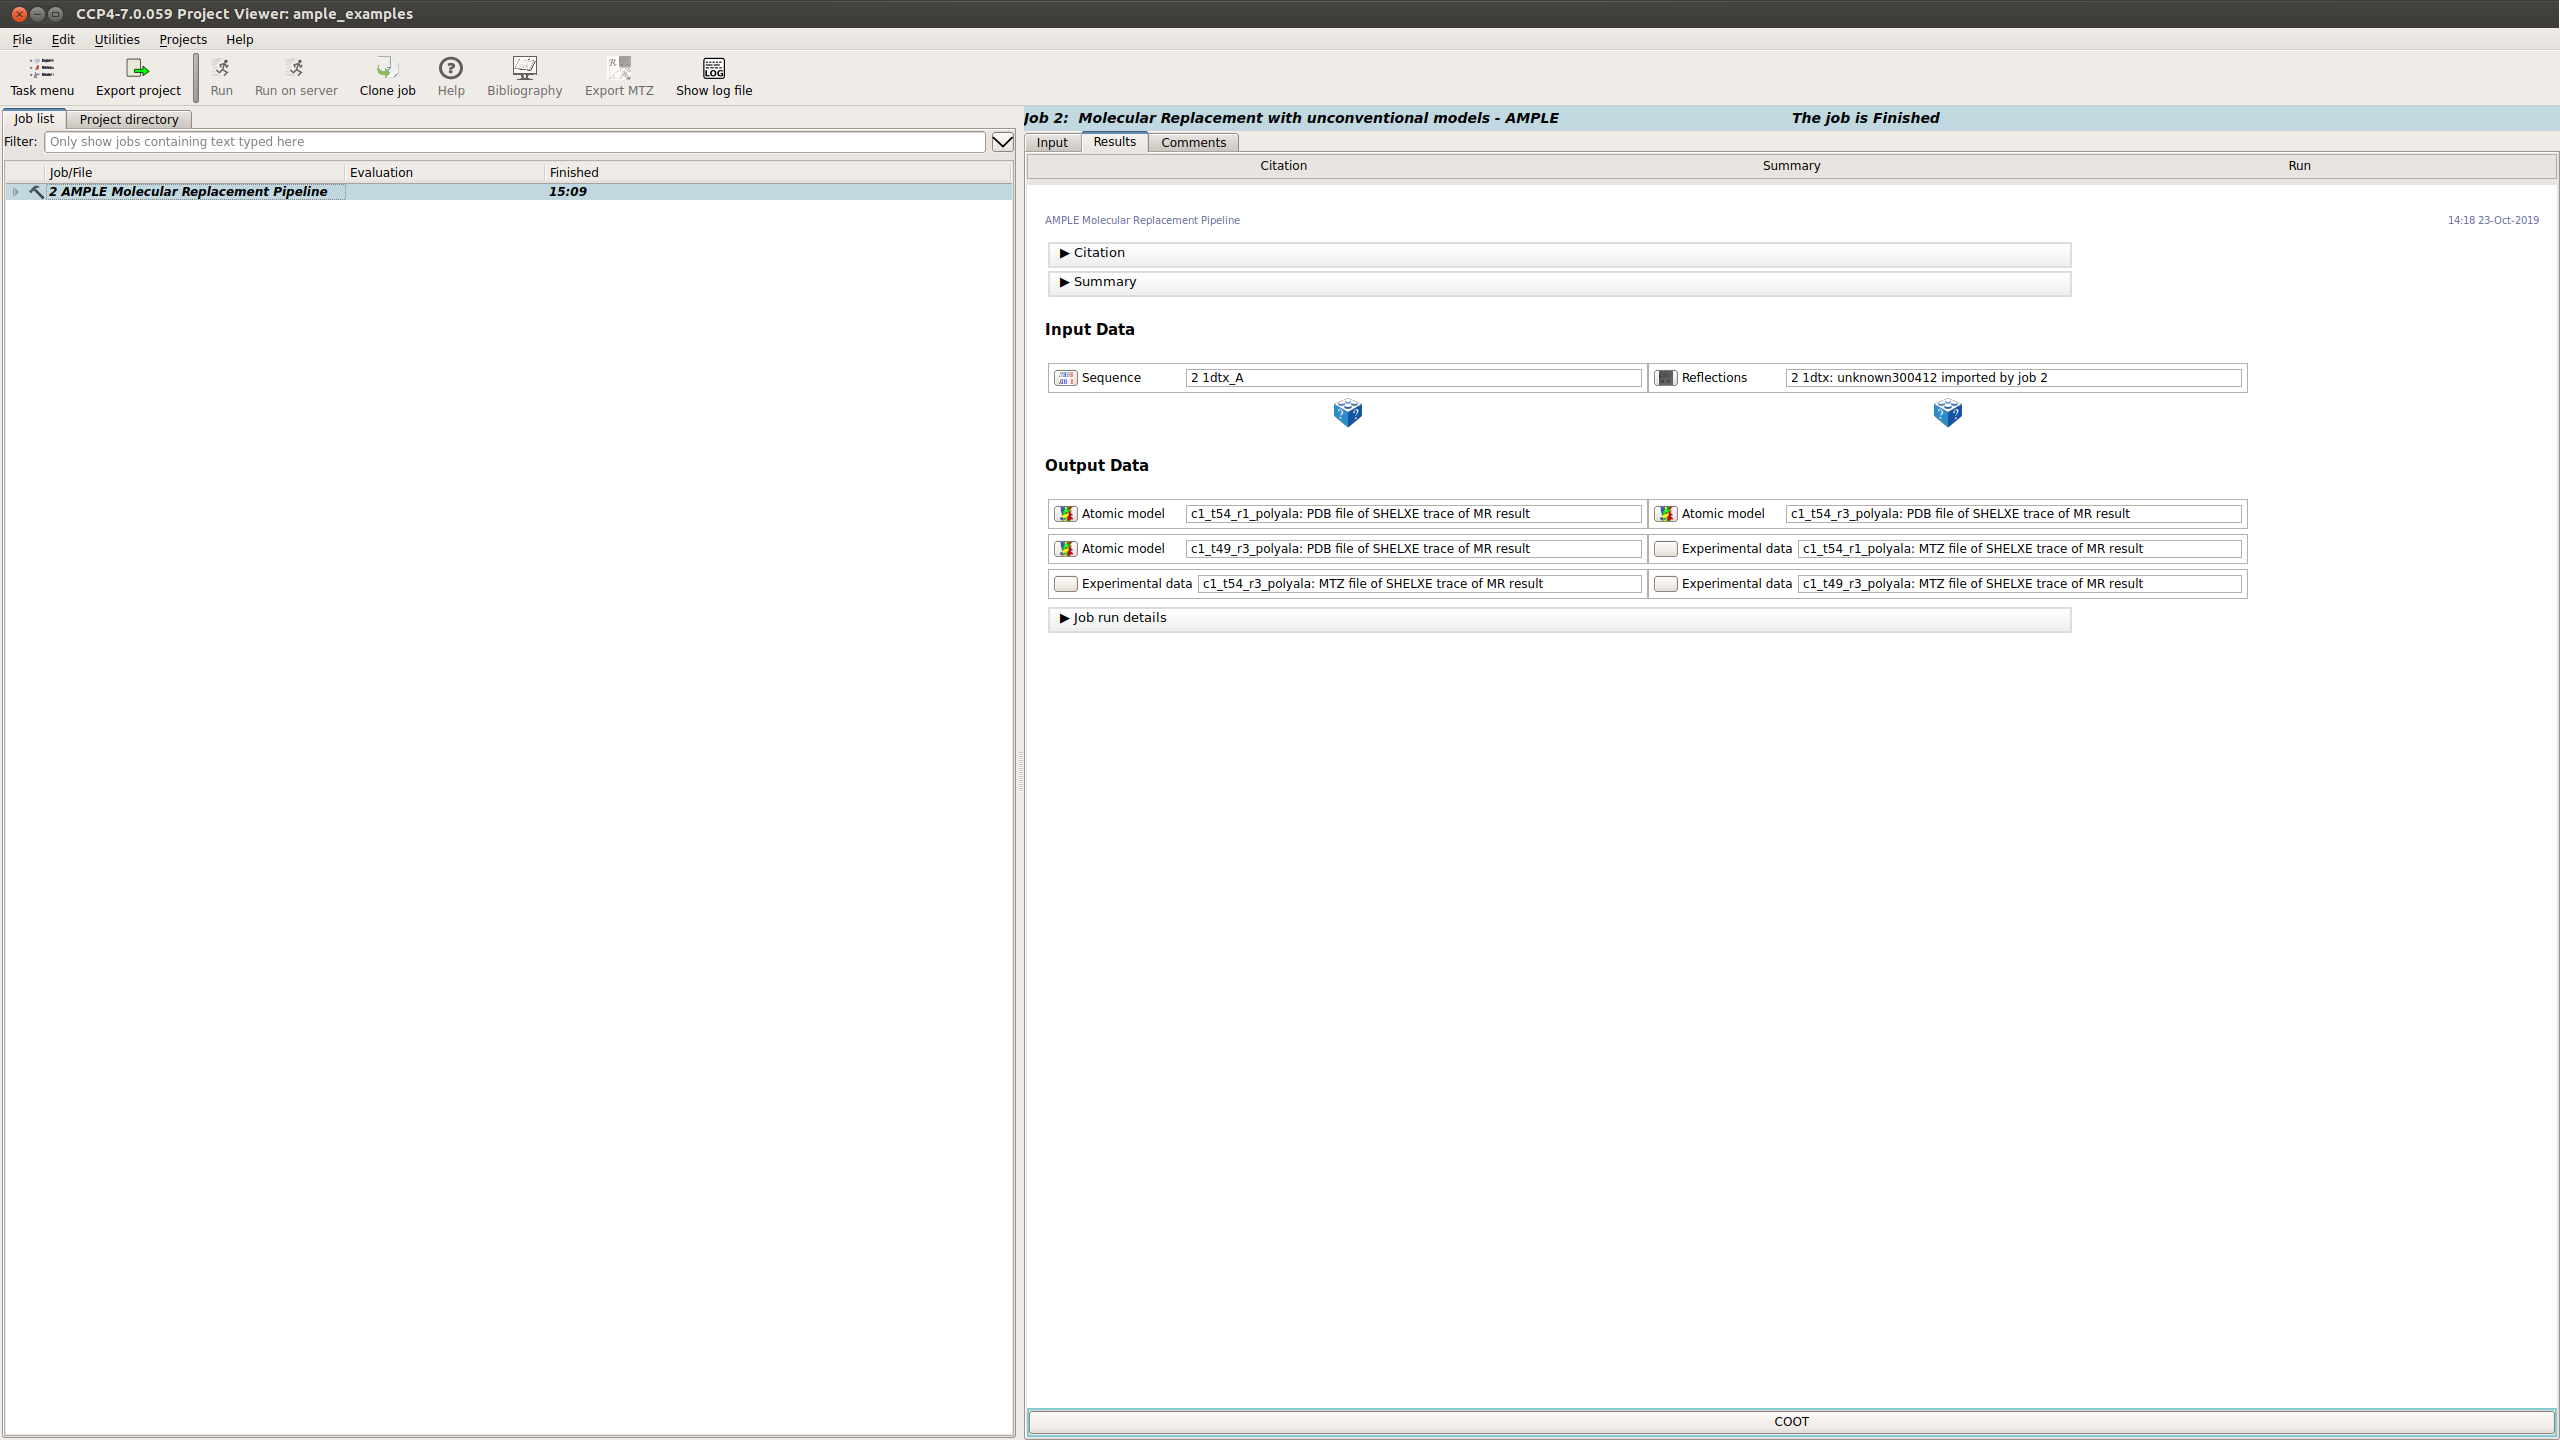 CCP4-7.0.059 Project Viewer: ample_examples
File Edit Utilities Projects Help
Task menu Export project Run Run on server Clone job Help Bibliography Export MTZ Show log file
Job list Project directory
Filter: Only show jobs containing text typed here
Job/File Evaluation Finished
2 AMPLE Molecular Replacement Pipeline 15:09
Job 2: Molecular Replacement with unconventional models - AMPLE The job is Finished
Input Results Comments
Citation Summary Run
AMPLE Molecular Replacement Pipeline 14:18 23-Oct-2019
▶ Citation
▶ Summary
Input Data
Sequence 2 1dtx_A Reflections 2 1dtx: unknown300412 imported by job 2
Output Data
Atomic model c1_t54_r1_polyala: PDB file of SHELXE trace of MR result Atomic model c1_t54_r3_polyala: PDB file of SHELXE trace of MR result
Atomic model c1_t49_r3_polyala: PDB file of SHELXE trace of MR result Experimental data c1_t54_r1_polyala: MTZ file of SHELXE trace of MR result
Experimental data c1_t54_r3_polyala: MTZ file of SHELXE trace of MR result Experimental data c1_t49_r3_polyala: MTZ file of SHELXE trace of MR result
▶ Job run details
COOT